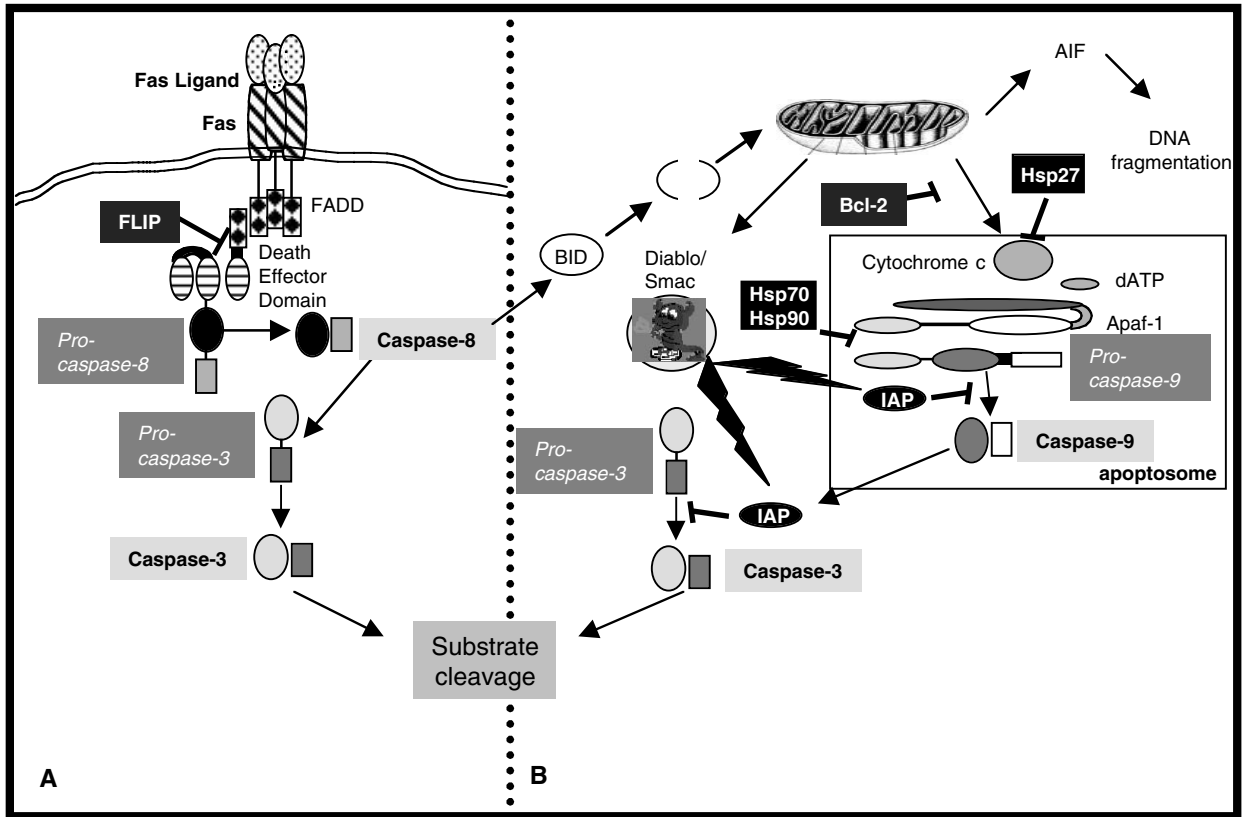 Fas Ligand
Fas
FADD
FLIP
Death
Effector
Domain
Pro-
caspase-8
Caspase-8
Pro-
caspase-3
Caspase-3
Substrate
cleavage
A
AIF
DNA
fragmentation
Hsp27
Bcl-2
BID
Diablo/
Smac
Cytochrome c
dATP
Hsp70
Hsp90
Apaf-1
Pro-
caspase-9
IAP
Caspase-9
apoptosome
Pro-
caspase-3
IAP
Caspase-3
B